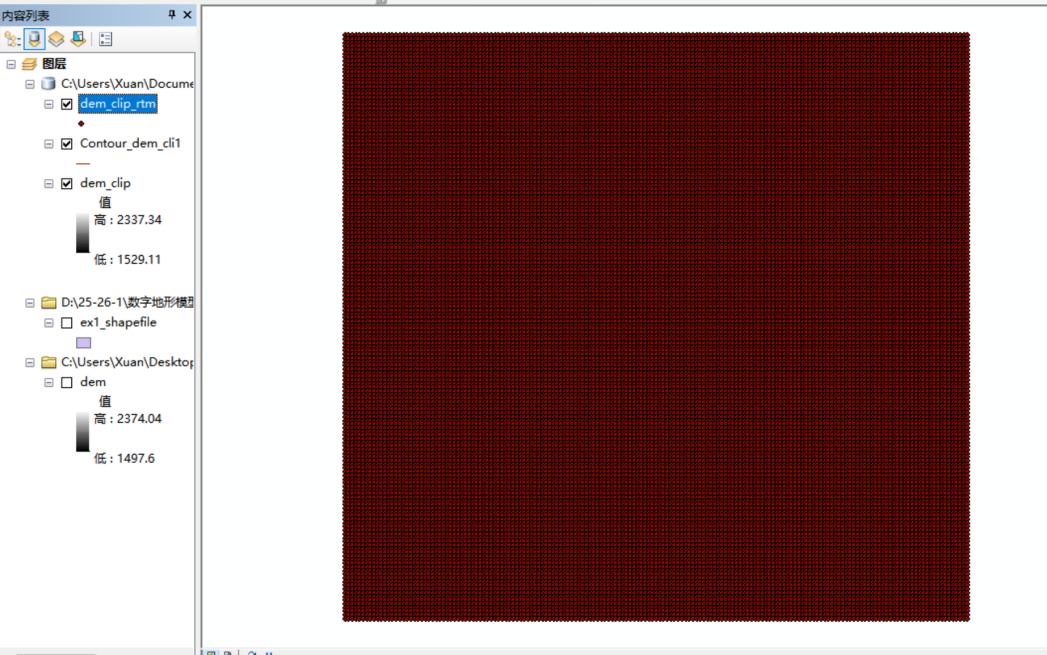 内容列表
图层
C:\Users\Xuan\Docume
dem_clip_rtm
Contour_dem_cli1
dem_clip
值
高 : 2337.34
低 : 1529.11
D:\25-26-1\数字地形模型
ex1_shapefile
C:\Users\Xuan\Desktop
dem
值
高 : 2374.04
低 : 1497.6